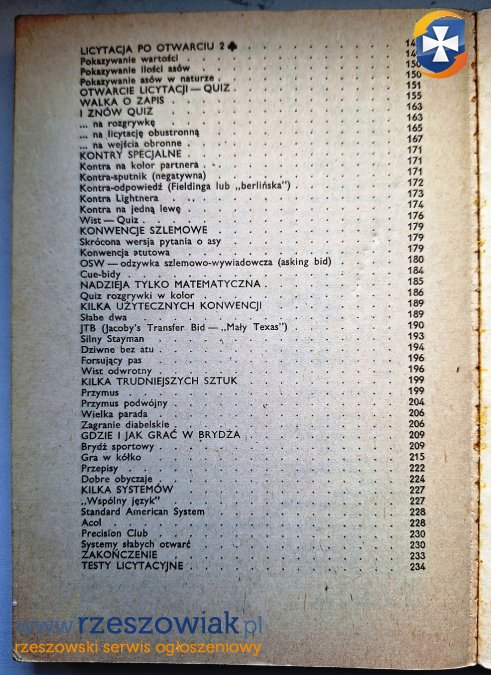 LICYTACJA PO OTWARCIU 2 ♣
Pokazywanie wartości
Pokazywanie ilości asów 150
Pokazywanie asów w naturze 150
OTWARCIE LICYTACJI — QUIZ 151
WALKA O ZAPIS 155
I ZNÓW QUIZ 163
... na rozgrywkę 163
... na licytację obustronną 165
... na wejścia obronne 167
KONTRY SPECJALNE 171
Kontra na kolor partnera 171
Kontra-sputnik (negatywna) 171
Kontra-odpowiedź (Fieldinga lub „berlińska") 172
Kontra Lightnera 173
Kontra na jedną lewę 174
Wist — Quiz 176
KONWENCJE SZLEMOWE 179
Skrócona wersja pytania o asy 179
Konwencja atutowa 179
OSW — odzywka szlemowo-wywiadowcza (asking bid) 180
Cue-bidy 184
NADZIEJA TYLKO MATEMATYCZNA 185
Quiz rozgrywki w kolor 186
KILKA UŻYTECZNYCH KONWENCJI 189
Słabe dwa 189
JTB (Jacoby's Transfer Bid — „Mały Texas") 190
Silny Stayman 193
Dziwne bez atu 194
Forsujący pas 196
Wist odwrotny 196
KILKA TRUDNIEJSZYCH SZTUK 199
Przymus 199
Przymus podwójny 204
Wielka parada 206
Zagranie diabelskie 206
GDZIE I JAK GRAĆ W BRYDŻA 209
Brydż sportowy 209
Gra w kółko 215
Przepisy 222
Dobre obyczaje 224
KILKA SYSTEMÓW 227
„Wspólny język" 227
Standard American System 228
Acol 228
Precision Club 230
Systemy słabych otwarć 230
ZAKOŃCZENIE 233
TESTY LICYTACYJNE 234
www.rzeszowiak.pl
rzeszowski serwis ogłoszeniowy